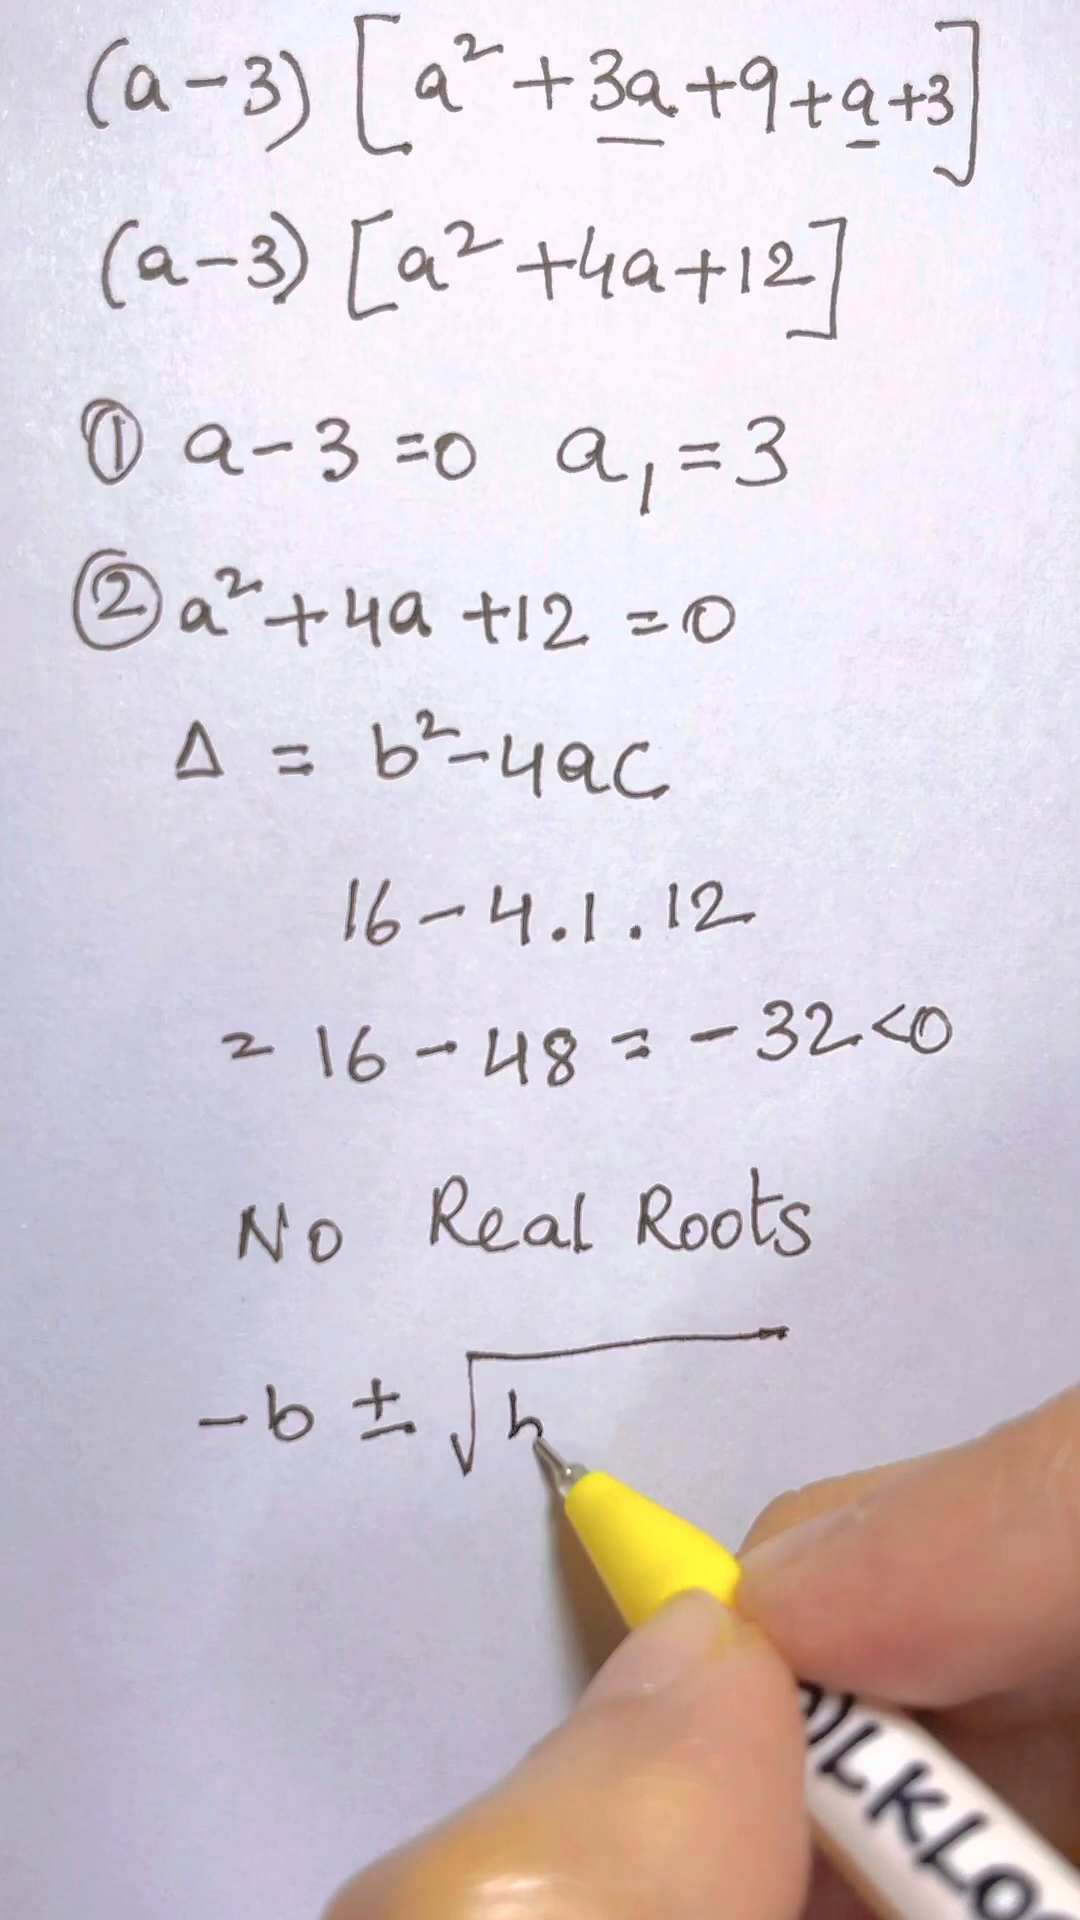 (a-3) [a² + 3a + 9 + a + 3]
(a-3) [a² + 4a + 12]
① a - 3 = 0 a₁ = 3
② a² + 4a + 12 = 0
Δ = b² - 4ac
16 - 4.1.12
= 16 - 48 = - 32 < 0
No Real Roots
-b ± √b